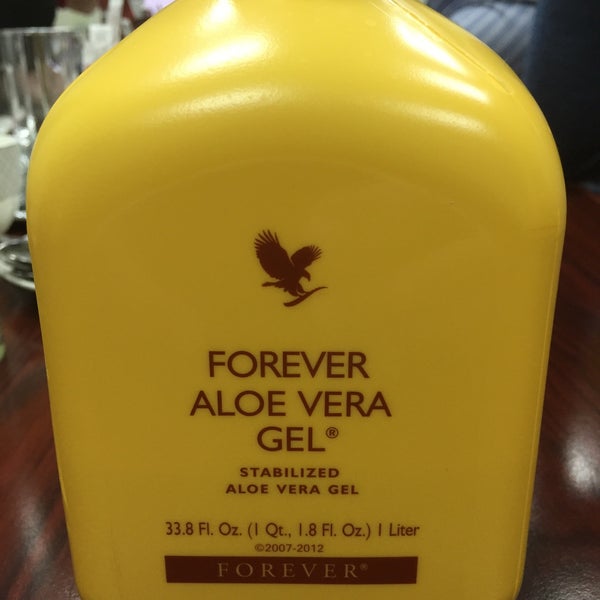 FOREVER
ALOE VERA
GEL®
STABILIZED
ALOE VERA GEL
33.8 Fl. Oz. (1 Qt., 1.8 Fl. Oz.) 1 Liter
©2007-2012
FOREVER®